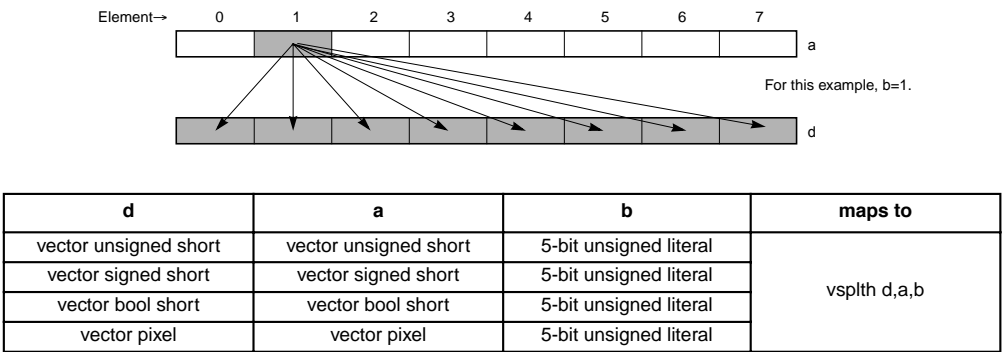 Element→ 0 1 2 3 4 5 6 7
a
For this example, b=1.
d
d a b maps to
vector unsigned short vector unsigned short 5-bit unsigned literal
vector signed short vector signed short 5-bit unsigned literal
vsplth d,a,b
vector bool short vector bool short 5-bit unsigned literal
vector pixel vector pixel 5-bit unsigned literal